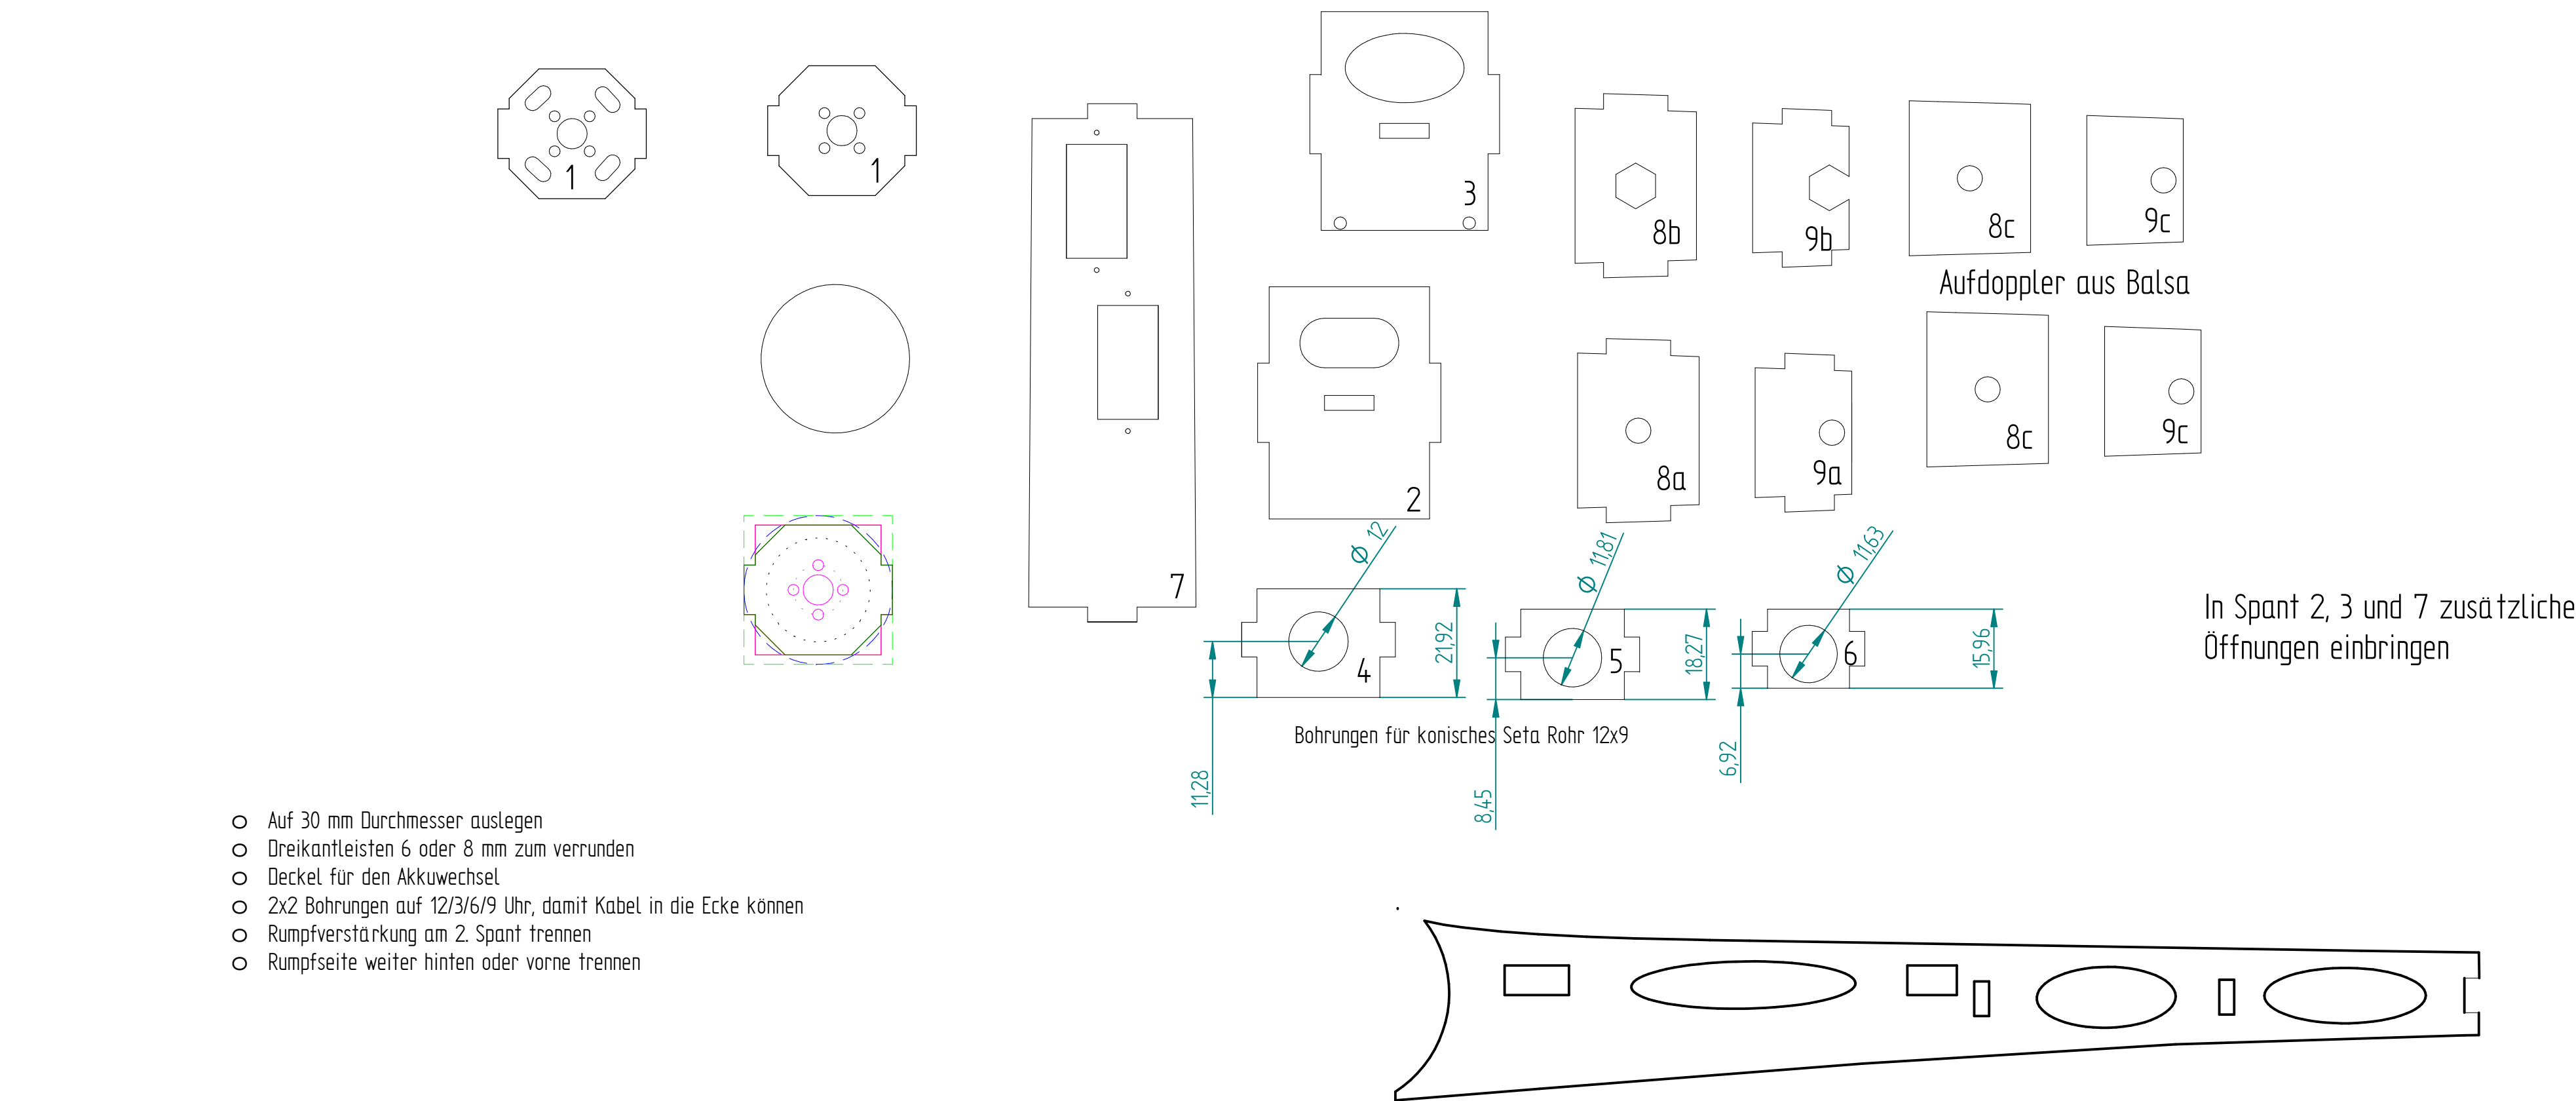 1
1
3
8b
9b
8c
9c
Aufdoppler aus Balsa
8a
9a
8c
9c
2
7
Ø 12
Ø 11,81
Ø 11,63
4
21,92
5
18,27
6
15,96
11,28
8,45
6,92
Bohrungen für konisches Seta Rohr 12x9
In Spant 2, 3 und 7 zusätzliche
Öffnungen einbringen
o Auf 30 mm Durchmesser auslegen
o Dreikantleisten 6 oder 8 mm zum verrunden
o Deckel für den Akkuwechsel
o 2x2 Bohrungen auf 12/3/6/9 Uhr, damit Kabel in die Ecke können
o Rumpfverstärkung am 2. Spant trennen
o Rumpfseite weiter hinten oder vorne trennen